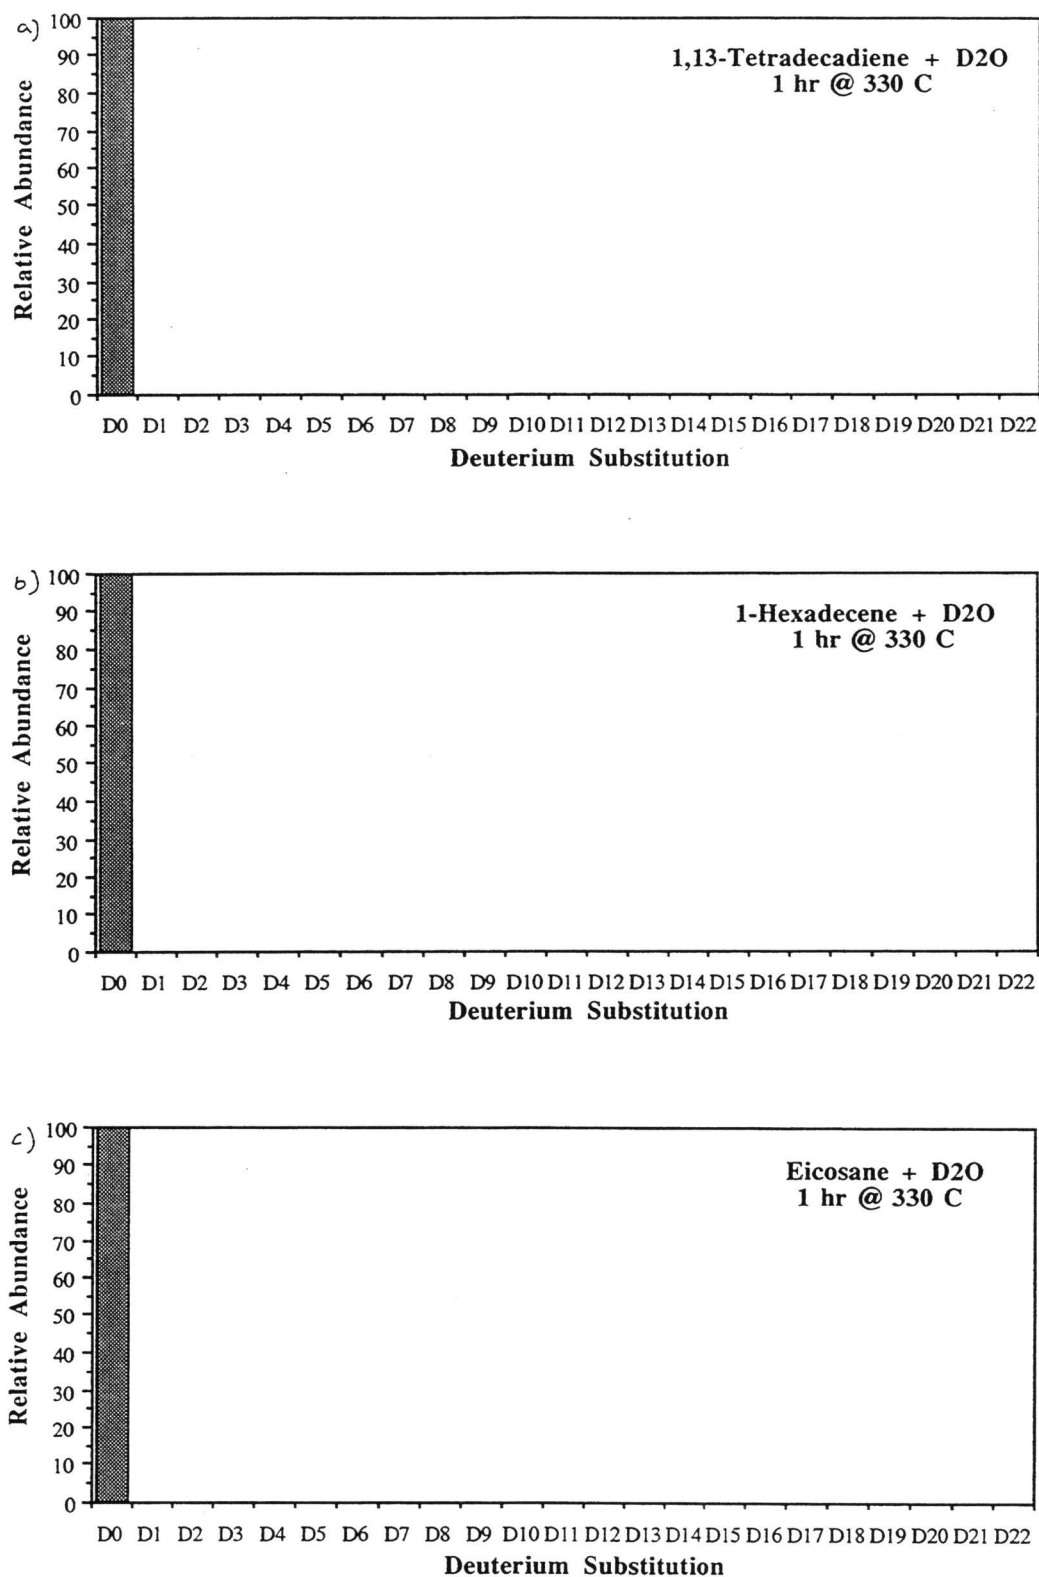 a)
1,13-Tetradecadiene + D2O
1 hr @ 330 C
Relative Abundance
100
90
80
70
60
50
40
30
20
10
0
D0 D1 D2 D3 D4 D5 D6 D7 D8 D9 D10 D11 D12 D13 D14 D15 D16 D17 D18 D19 D20 D21 D22
Deuterium Substitution
b)
1-Hexadecene + D2O
1 hr @ 330 C
Relative Abundance
100
90
80
70
60
50
40
30
20
10
0
D0 D1 D2 D3 D4 D5 D6 D7 D8 D9 D10 D11 D12 D13 D14 D15 D16 D17 D18 D19 D20 D21 D22
Deuterium Substitution
c)
Eicosane + D2O
1 hr @ 330 C
Relative Abundance
100
90
80
70
60
50
40
30
20
10
0
D0 D1 D2 D3 D4 D5 D6 D7 D8 D9 D10 D11 D12 D13 D14 D15 D16 D17 D18 D19 D20 D21 D22
Deuterium Substitution